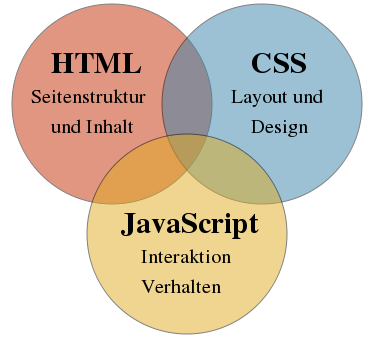 HTML
Seitenstruktur
und Inhalt
CSS
Layout und
Design
JavaScript
Interaktion
Verhalten